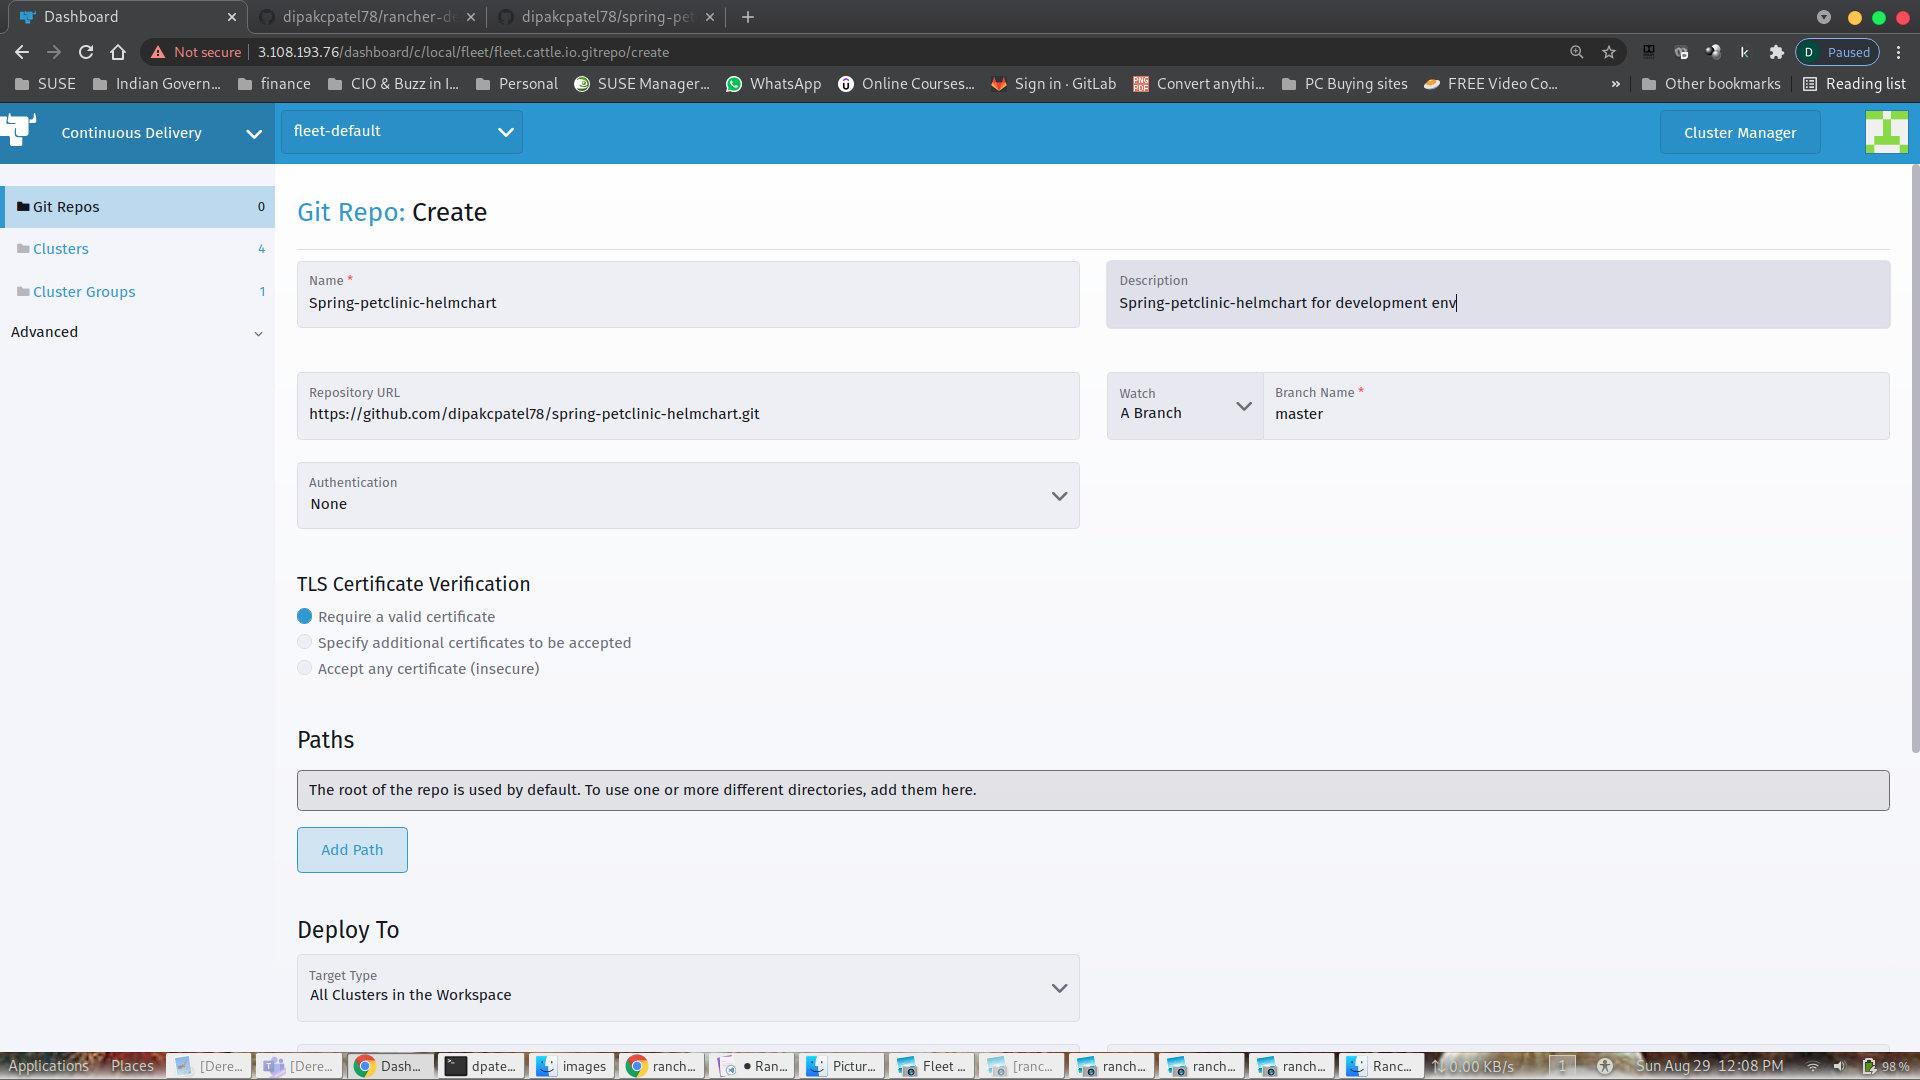 Dashboard
dipakcpatel78/rancher-de
dipakcpatel78/spring-pet
Not secure
3.108.193.76/dashboard/c/local/fleet/fleet.cattle.io.gitrepo/create
D Paused
SUSE
Indian Govern...
finance
CIO & Buzz in I...
Personal
SUSE Manager...
WhatsApp
Online Courses...
Sign in · GitLab
PNG PDF
Convert anythi...
PC Buying sites
FREE Video Co...
»
Other bookmarks
Reading list
Continuous Delivery
fleet-default
Cluster Manager
Git Repos 0
Clusters 4
Cluster Groups 1
Advanced
Git Repo: Create
Name *
Spring-petclinic-helmchart
Description
Spring-petclinic-helmchart for development env
Repository URL
https://github.com/dipakcpatel78/spring-petclinic-helmchart.git
Watch
A Branch
Branch Name *
master
Authentication
None
TLS Certificate Verification
Require a valid certificate
Specify additional certificates to be accepted
Accept any certificate (insecure)
Paths
The root of the repo is used by default. To use one or more different directories, add them here.
Add Path
Deploy To
Target Type
All Clusters in the Workspace
Applications
Places
[Dere...
[Dere...
Dash...
dpate...
images
ranch...
• Ran...
Pictur...
Fleet ...
[ranc...
ranch...
ranch...
ranch...
Ranc...
0.00 KB/s
1
Sun Aug 29 12:08 PM
98 %